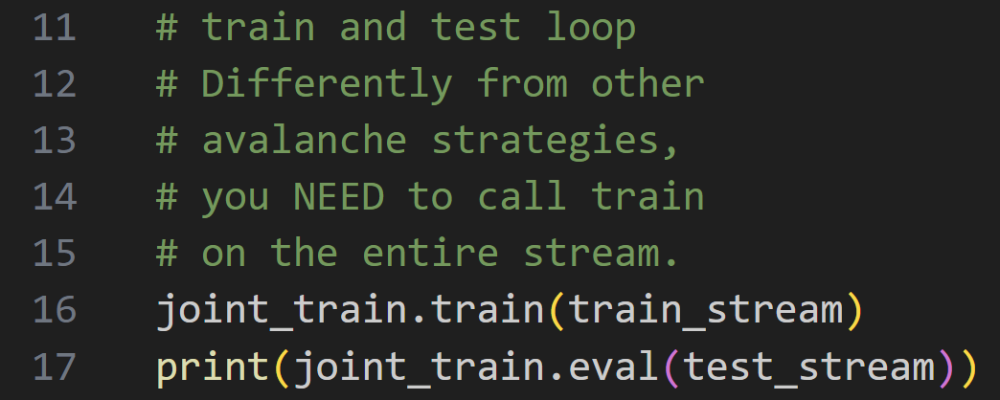 11 # train and test loop
12 # Differently from other
13 # avalanche strategies,
14 # you NEED to call train
15 # on the entire stream.
16 joint_train.train(train_stream)
17 print(joint_train.eval(test_stream))